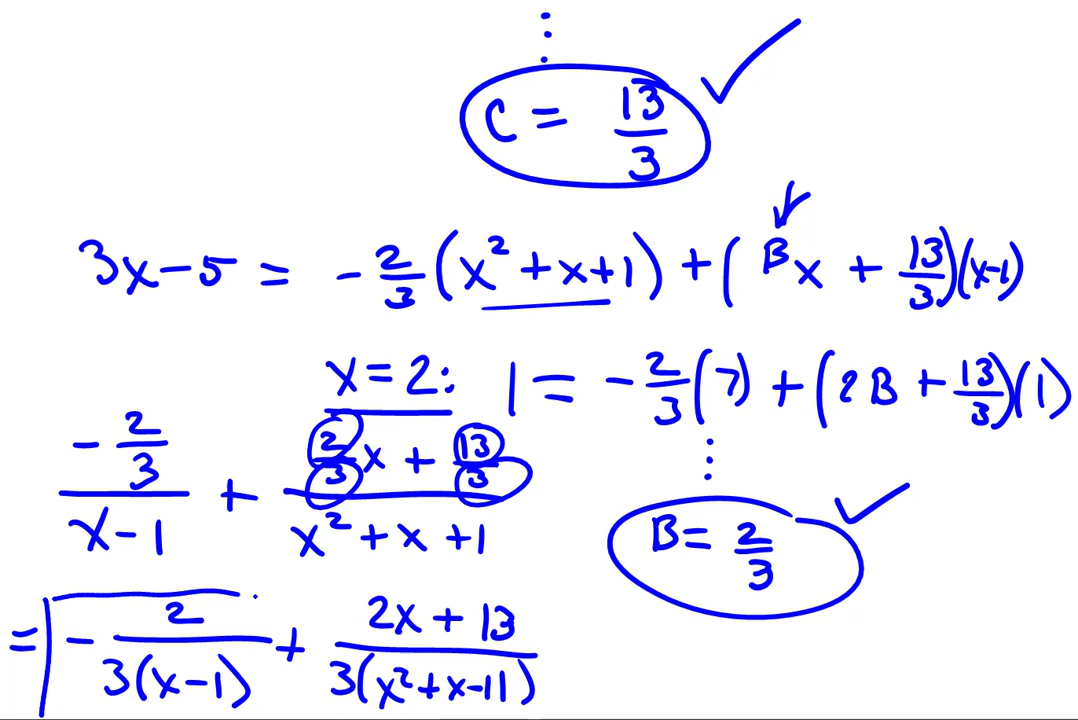 ⋮
C = 13/3 ✓
3x - 5 = -2/3 (x² + x + 1) + (Bx + 13/3)(x-1)
x = 2: 1 = -2/3 (7) + (2B + 13/3)(1)
⋮
B = 2/3 ✓
(-2/3)/(x-1) + (2/3 x + 13/3)/(x² + x + 1)
= - 2/(3(x-1)) + (2x + 13)/(3(x² + x - 11))